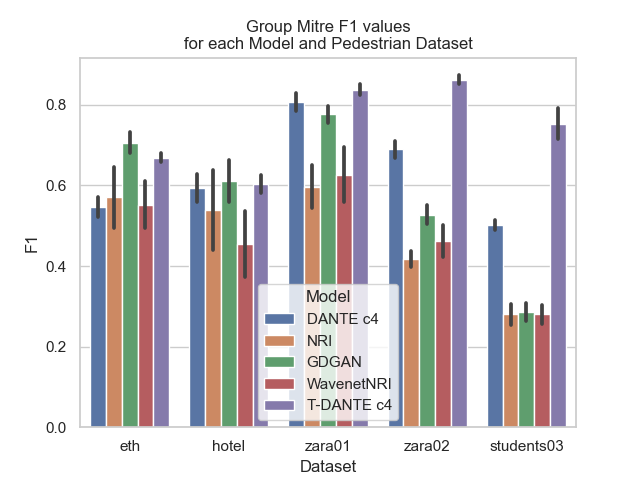 Group Mitre F1 values
for each Model and Pedestrian Dataset
F1
0.8
0.6
0.4
0.2
0.0
Model
DANTE c4
NRI
GDGAN
WavenetNRI
T-DANTE c4
eth hotel zara01 zara02 students03
Dataset